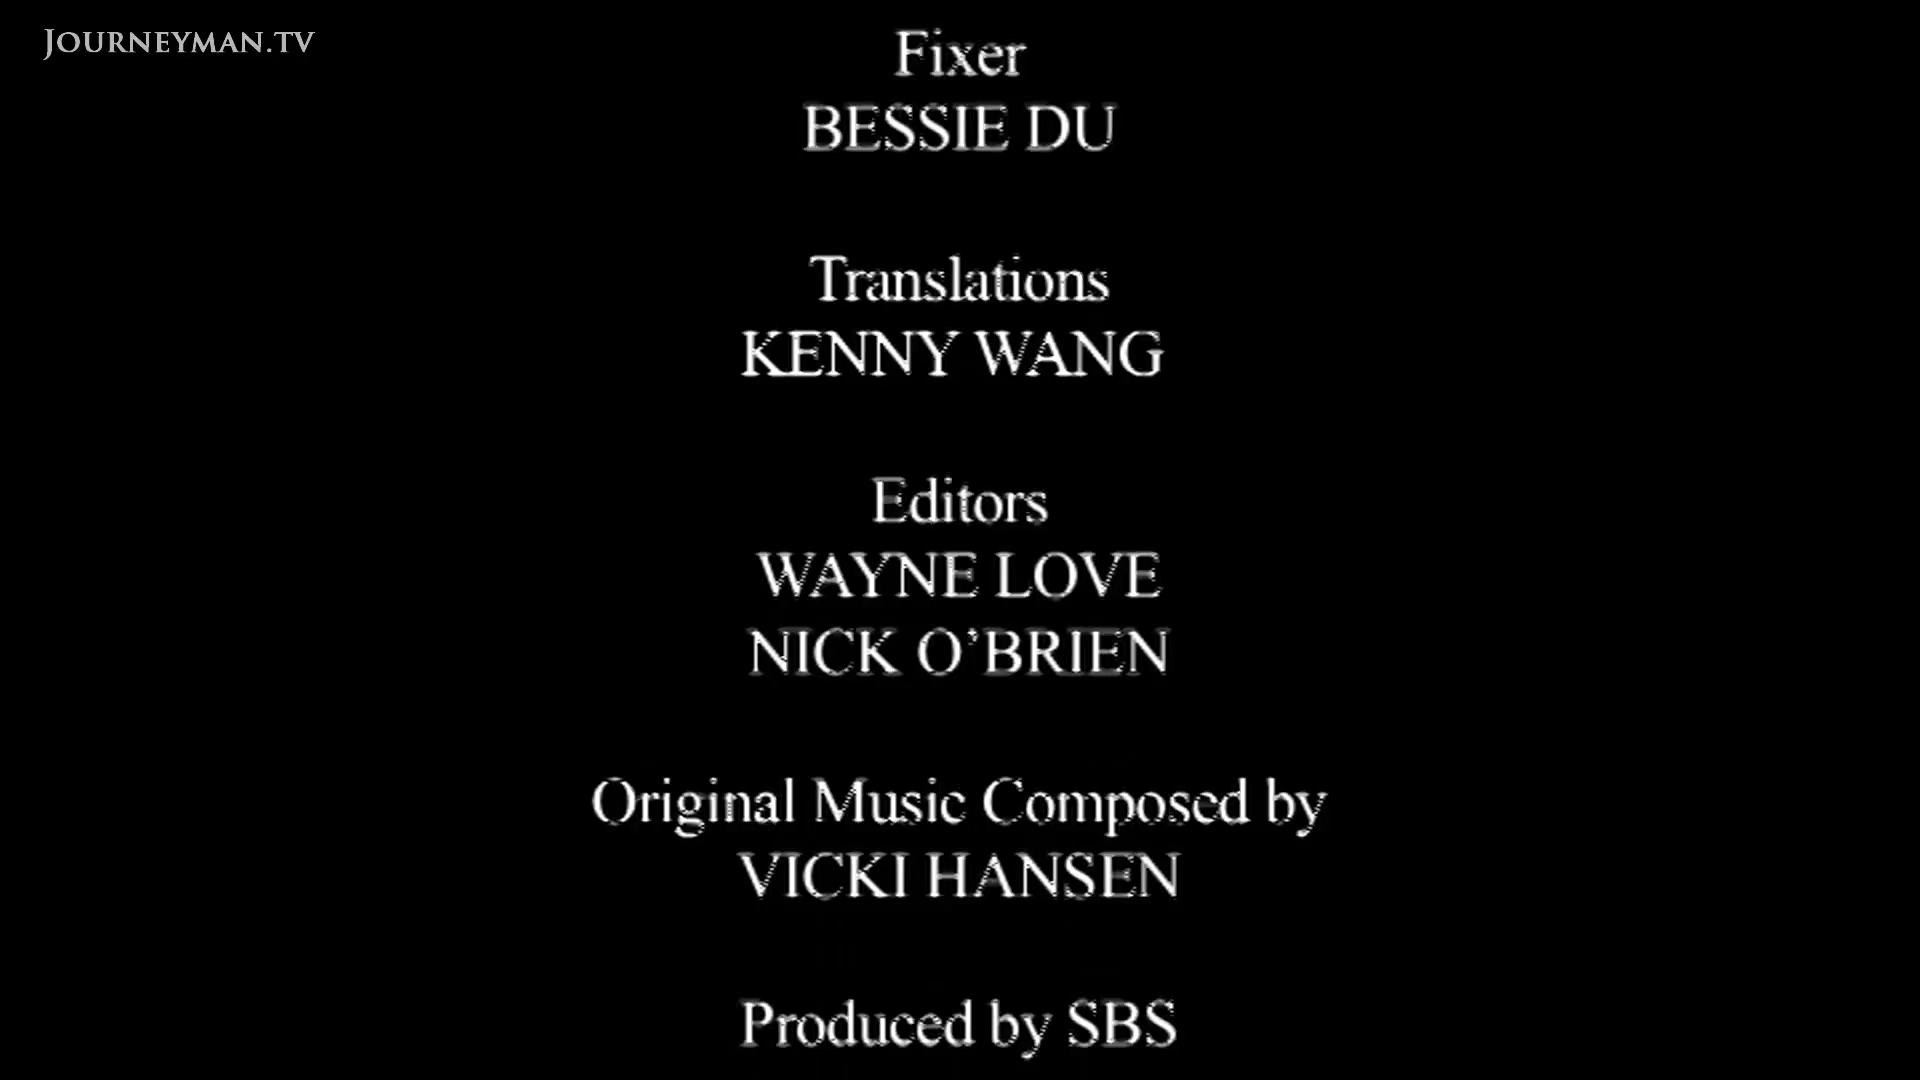 JOURNEYMAN.TV
Fixer
BESSIE DU
Translations
KENNY WANG
Editors
WAYNE LOVE
NICK O'BRIEN
Original Music Composed by
VICKI HANSEN
Produced by SBS